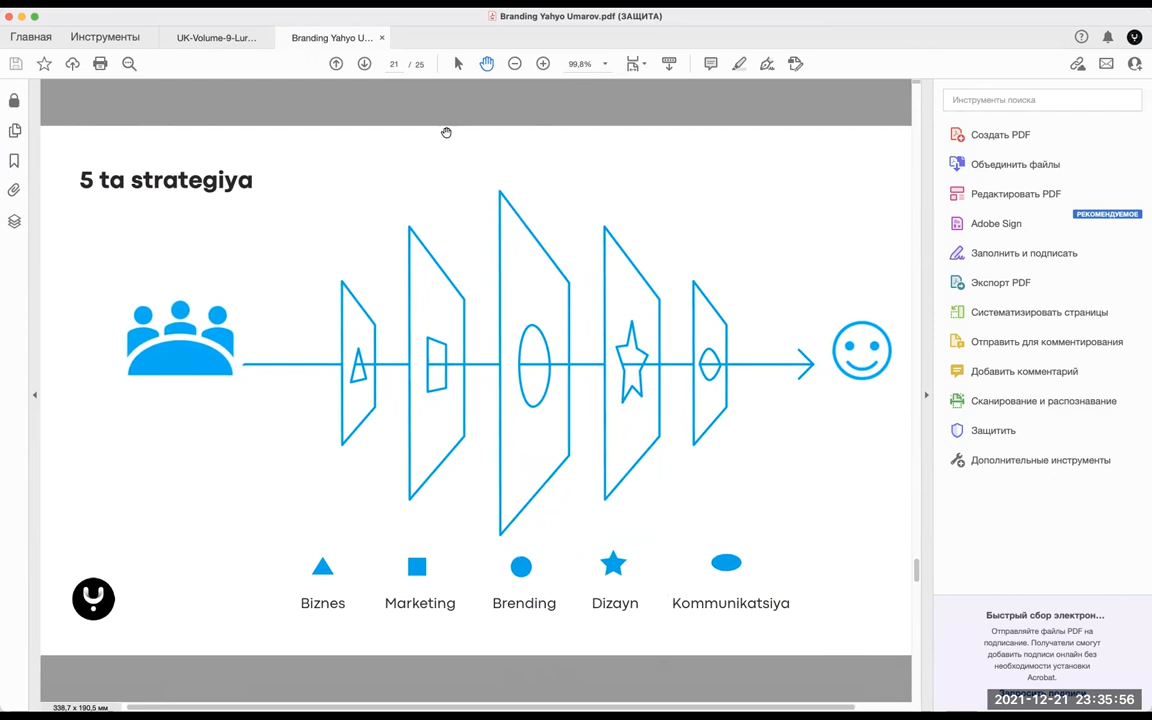 Branding Yahyo Umarov.pdf (ЗАЩИТА)
Главная Инструменты UK-Volume-9-Lur... Branding Yahyo U... ×
21 / 25 99,8%
Инструменты поиска
5 ta strategiya
Biznes Marketing Brending Dizayn Kommunikatsiya
338,7 x 190,5 мм
Создать PDF
Объединить файлы
Редактировать PDF
РЕКОМЕНДУЕМОЕ
Adobe Sign
Заполнить и подписать
Экспорт PDF
Систематизировать страницы
Отправить для комментирования
Добавить комментарий
Сканирование и распознавание
Защитить
Дополнительные инструменты
Быстрый сбор электрон...
Отправляйте файлы PDF на
подписание. Получатели смогут
добавить подписи онлайн без
необходимости установки
Acrobat.
Запросить подписи
2021-12-21 23:35:56